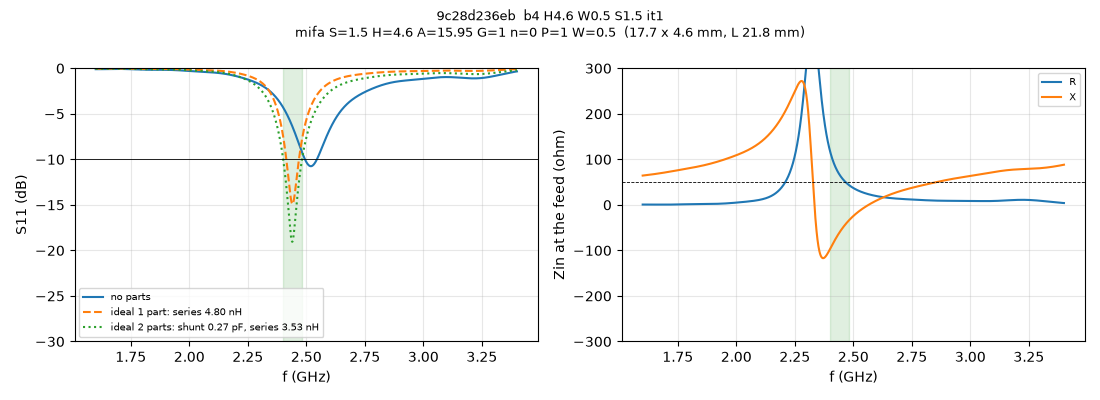 9c28d236eb  b4 H4.6 W0.5 S1.5 it1
mifa S=1.5 H=4.6 A=15.95 G=1 n=0 P=1 W=0.5  (17.7 x 4.6 mm, L 21.8 mm)
S11 (dB)
0
−5
−10
−15
−20
−25
−30
no parts
ideal 1 part: series 4.80 nH
ideal 2 parts: shunt 0.27 pF, series 3.53 nH
1.75 2.00 2.25 2.50 2.75 3.00 3.25
f (GHz)
Zin at the feed (ohm)
300
200
100
0
−100
−200
−300
R
X
1.75 2.00 2.25 2.50 2.75 3.00 3.25
f (GHz)